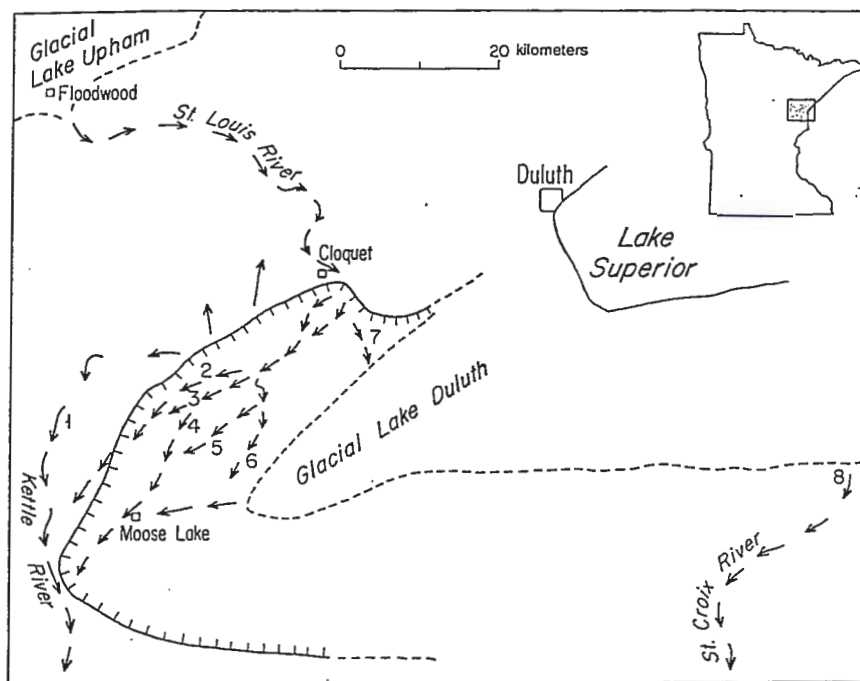 Glacial
Lake Upham
Floodwood
0 20 kilometers
St. Louis River
Duluth
Lake
Superior
Cloquet
7
2
3
4
5
6
1
Glacial Lake Duluth
8
Kettle
River
Moose Lake
St. Croix River